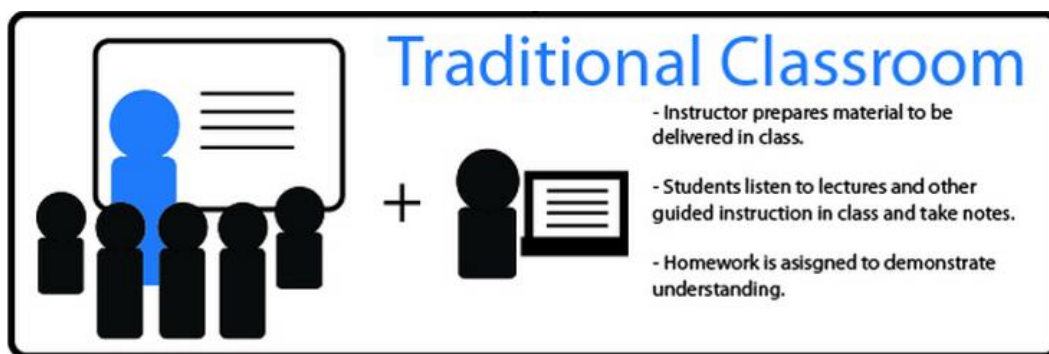 Traditional Classroom
- Instructor prepares material to be
delivered in class.
- Students listen to lectures and other
guided instruction in class and take notes.
- Homework is asisgned to demonstrate
understanding.